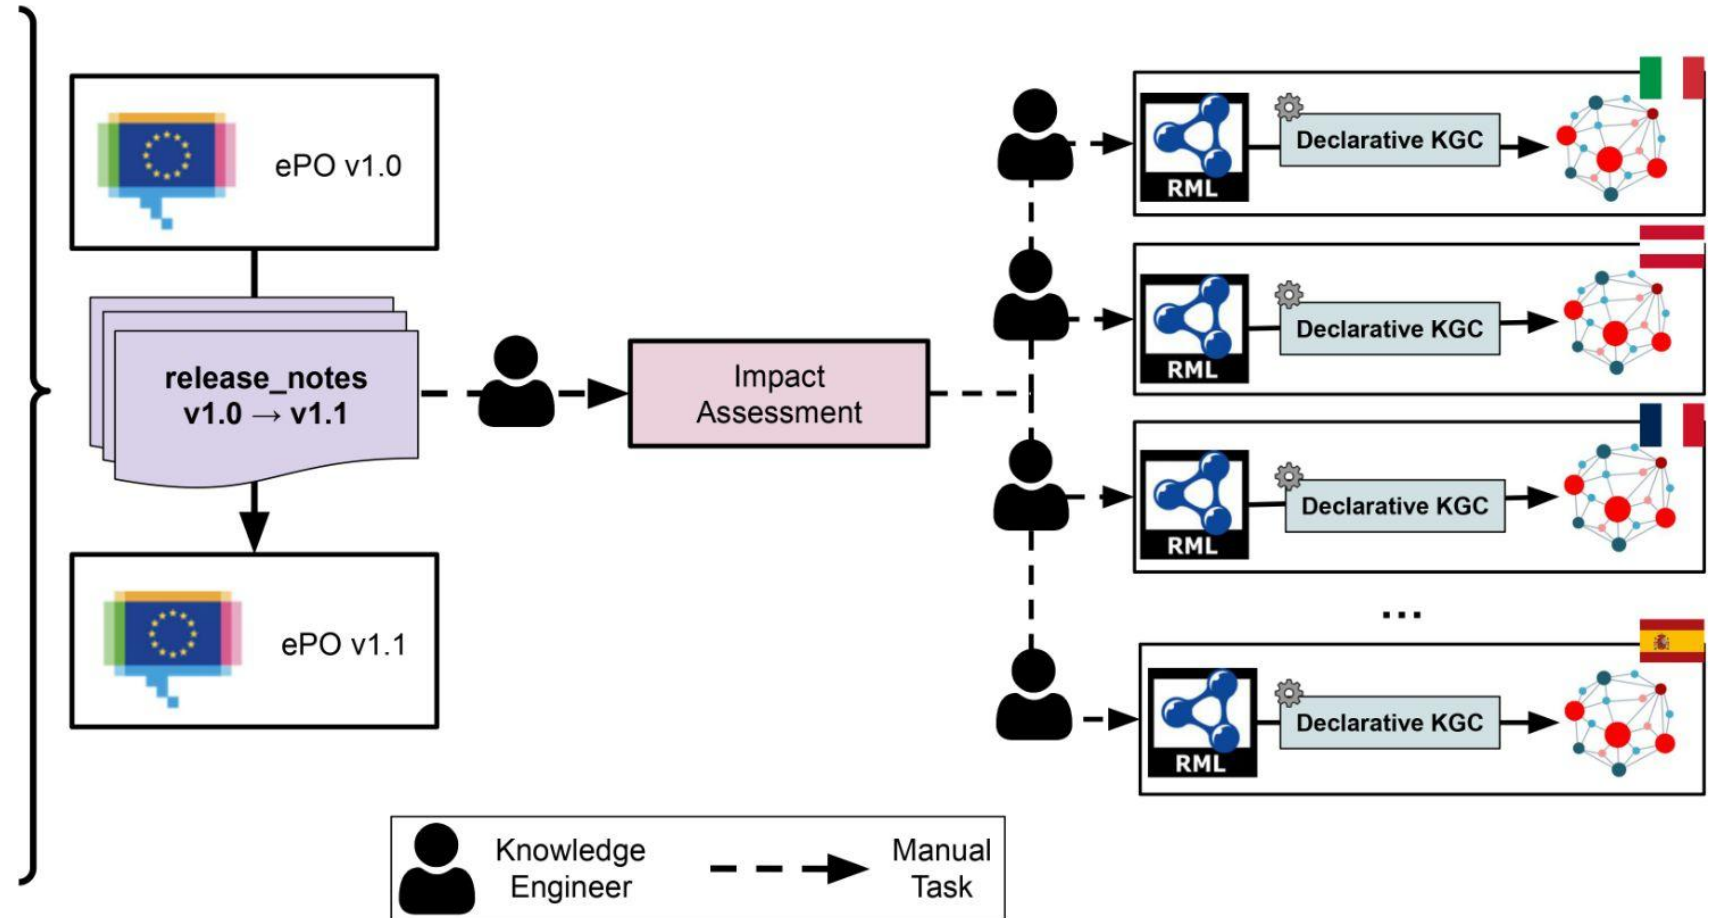 ePO v1.0
release_notes
v1.0 → v1.1
ePO v1.1
Impact
Assessment
RML
Declarative KGC
RML
Declarative KGC
RML
Declarative KGC
...
RML
Declarative KGC
Knowledge
Engineer
Manual
Task